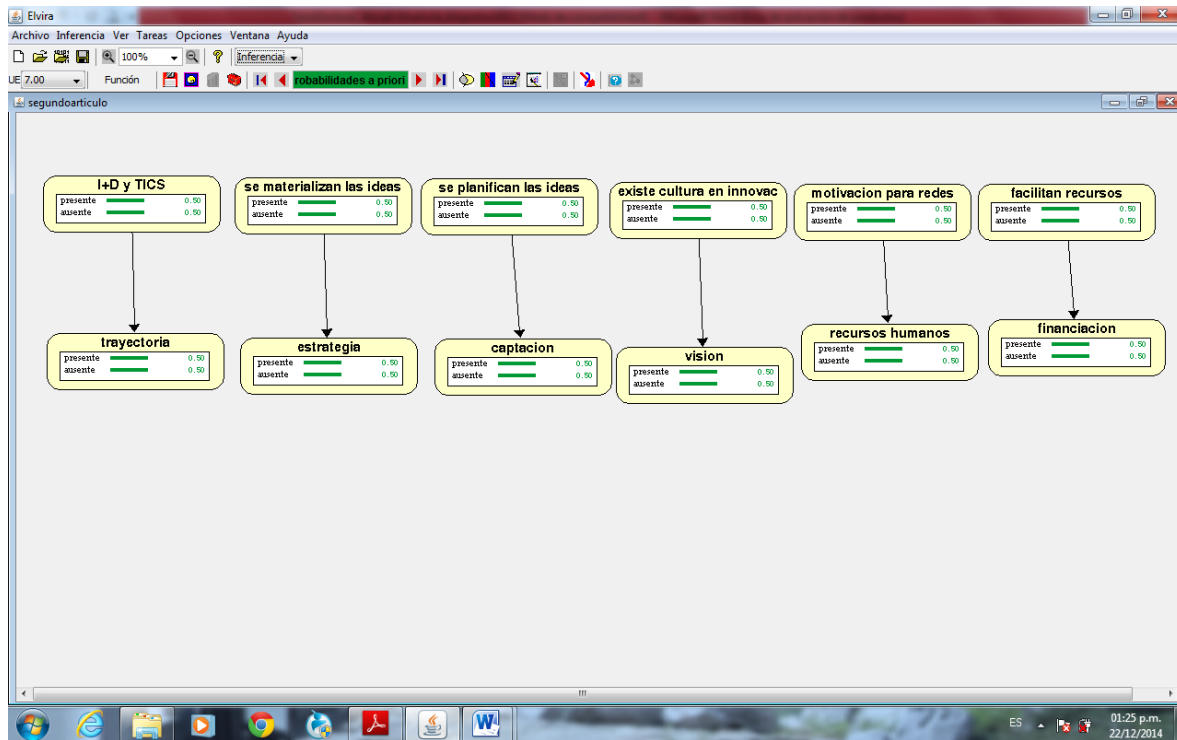 Elvira
Archivo Inferencia Ver Tareas Opciones Ventana Ayuda
100% Inferencia
UE 7.00 Función robabilidades a priori
segundoarticulo
I+D y TICS
presente 0.50
ausente 0.50
se materializan las ideas
presente 0.50
ausente 0.50
se planifican las ideas
presente 0.50
ausente 0.50
existe cultura en innovac
presente 0.50
ausente 0.50
motivacion para redes
presente 0.50
ausente 0.50
facilitan recursos
presente 0.50
ausente 0.50
trayectoria
presente 0.50
ausente 0.50
estrategia
presente 0.50
ausente 0.50
captacion
presente 0.50
ausente 0.50
vision
presente 0.50
ausente 0.50
recursos humanos
presente 0.50
ausente 0.50
financiacion
presente 0.50
ausente 0.50
ES
01:25 p.m.
22/12/2014